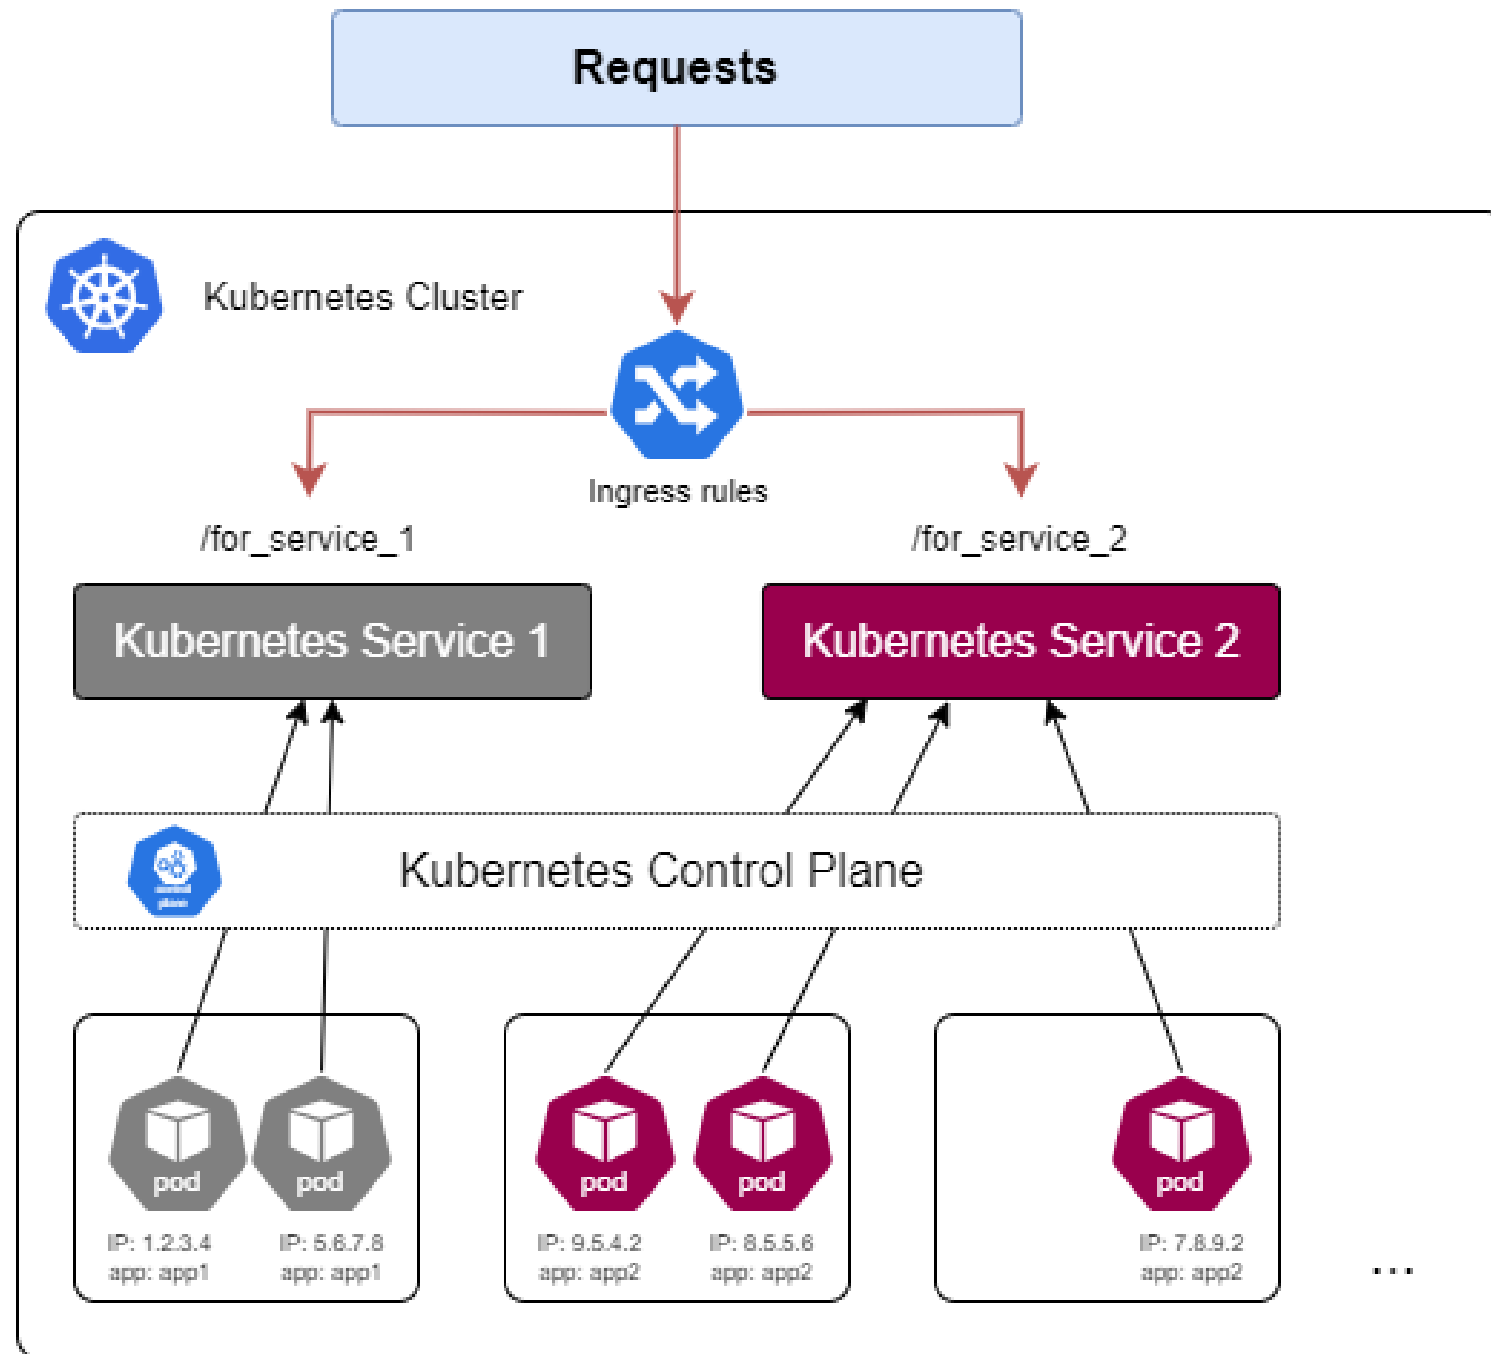 Requests
Kubernetes Cluster
Ingress rules
/for_service_1
/for_service_2
Kubernetes Service 1
Kubernetes Service 2
control
plane
Kubernetes Control Plane
pod
pod
pod
pod
pod
IP: 1.2.3.4
app: app1
IP: 5.6.7.8
app: app1
IP: 9.5.4.2
app: app2
IP: 8.5.5.6
app: app2
IP: 7.8.9.2
app: app2
...